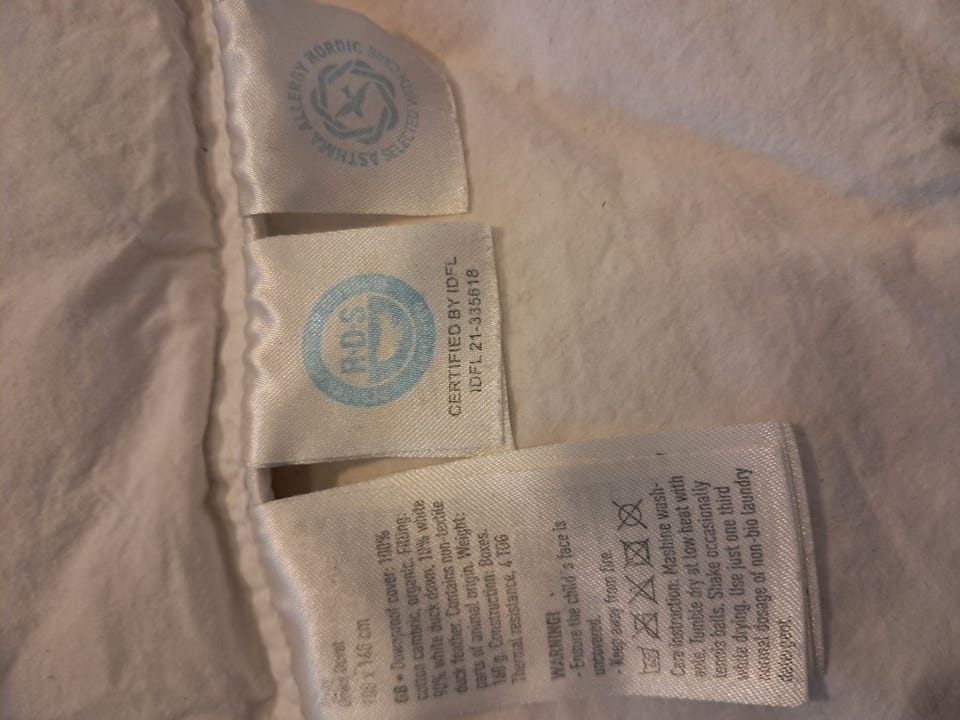 ASTHMA ALLERGY NORDIC
SELECTED WITH CARE
R·D·S
CERTIFIED BY IDFL
IDFL 21-335618
140 cm
GB • Downproof cover: 100%
cotton cambric, organic. Filling:
90% white duck down, 10% white
duck feather. Contains non-textile
parts of animal origin. Weight:
160 g. Construction: Boxes.
Thermal resistance, 4 TOG
WARNING!
- Ensure the child's face is
uncovered.
- Keep away from fire.
Care instruction: Machine wash-
able. Tumble dry at low heat with
tennis balls. Shake occasionally
while drying. Use just one third
normal dosage of non-bio laundry
detergent